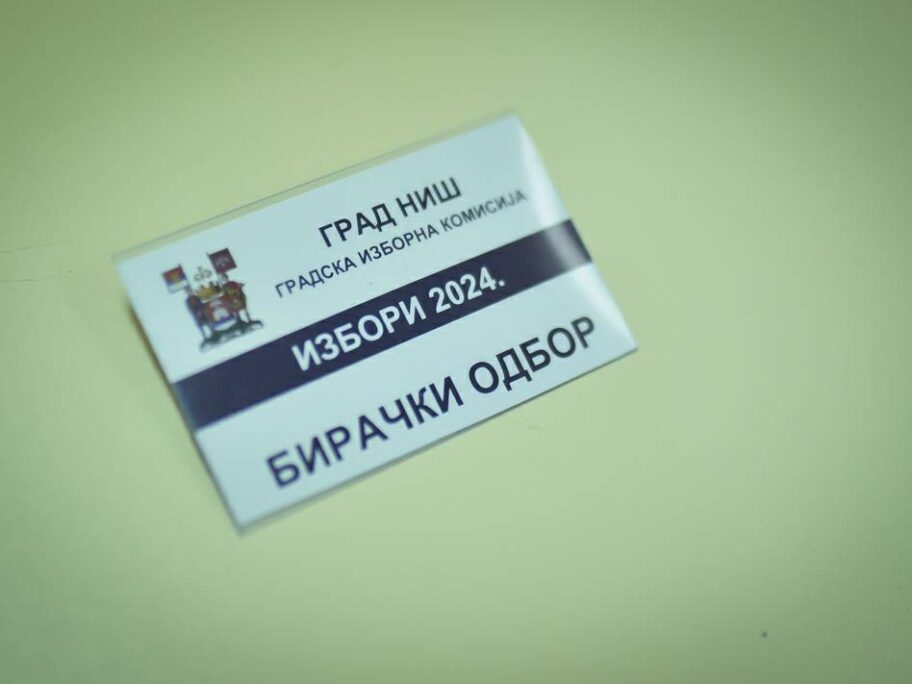 ГРАД НИШ
ГРАДСКА ИЗБОРНА КОМИСИЈА
ИЗБОРИ 2024.
БИРАЧКИ ОДБОР